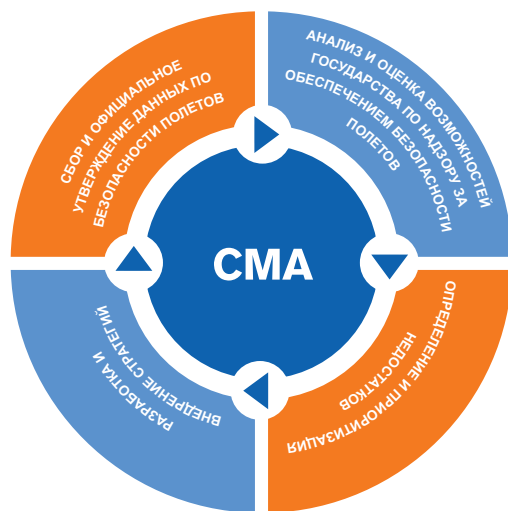 СБОР И ОФИЦИАЛЬНОЕ
УТВЕРЖДЕНИЕ ДАННЫХ ПО
БЕЗОПАСНОСТИ ПОЛЕТОВ
АНАЛИЗ И ОЦЕНКА ВОЗМОЖНОСТЕЙ
ГОСУДАРСТВА ПО НАДЗОРУ ЗА
ОБЕСПЕЧЕНИЕМ БЕЗОПАСНОСТИ
ПОЛЕТОВ
CMA
ОПРЕДЕЛЕНИЕ И ПРИОРИТИЗАЦИЯ
НЕДОСТАТКОВ
РАЗРАБОТКА И
ВНЕДРЕНИЕ СТРАТЕГИЙ